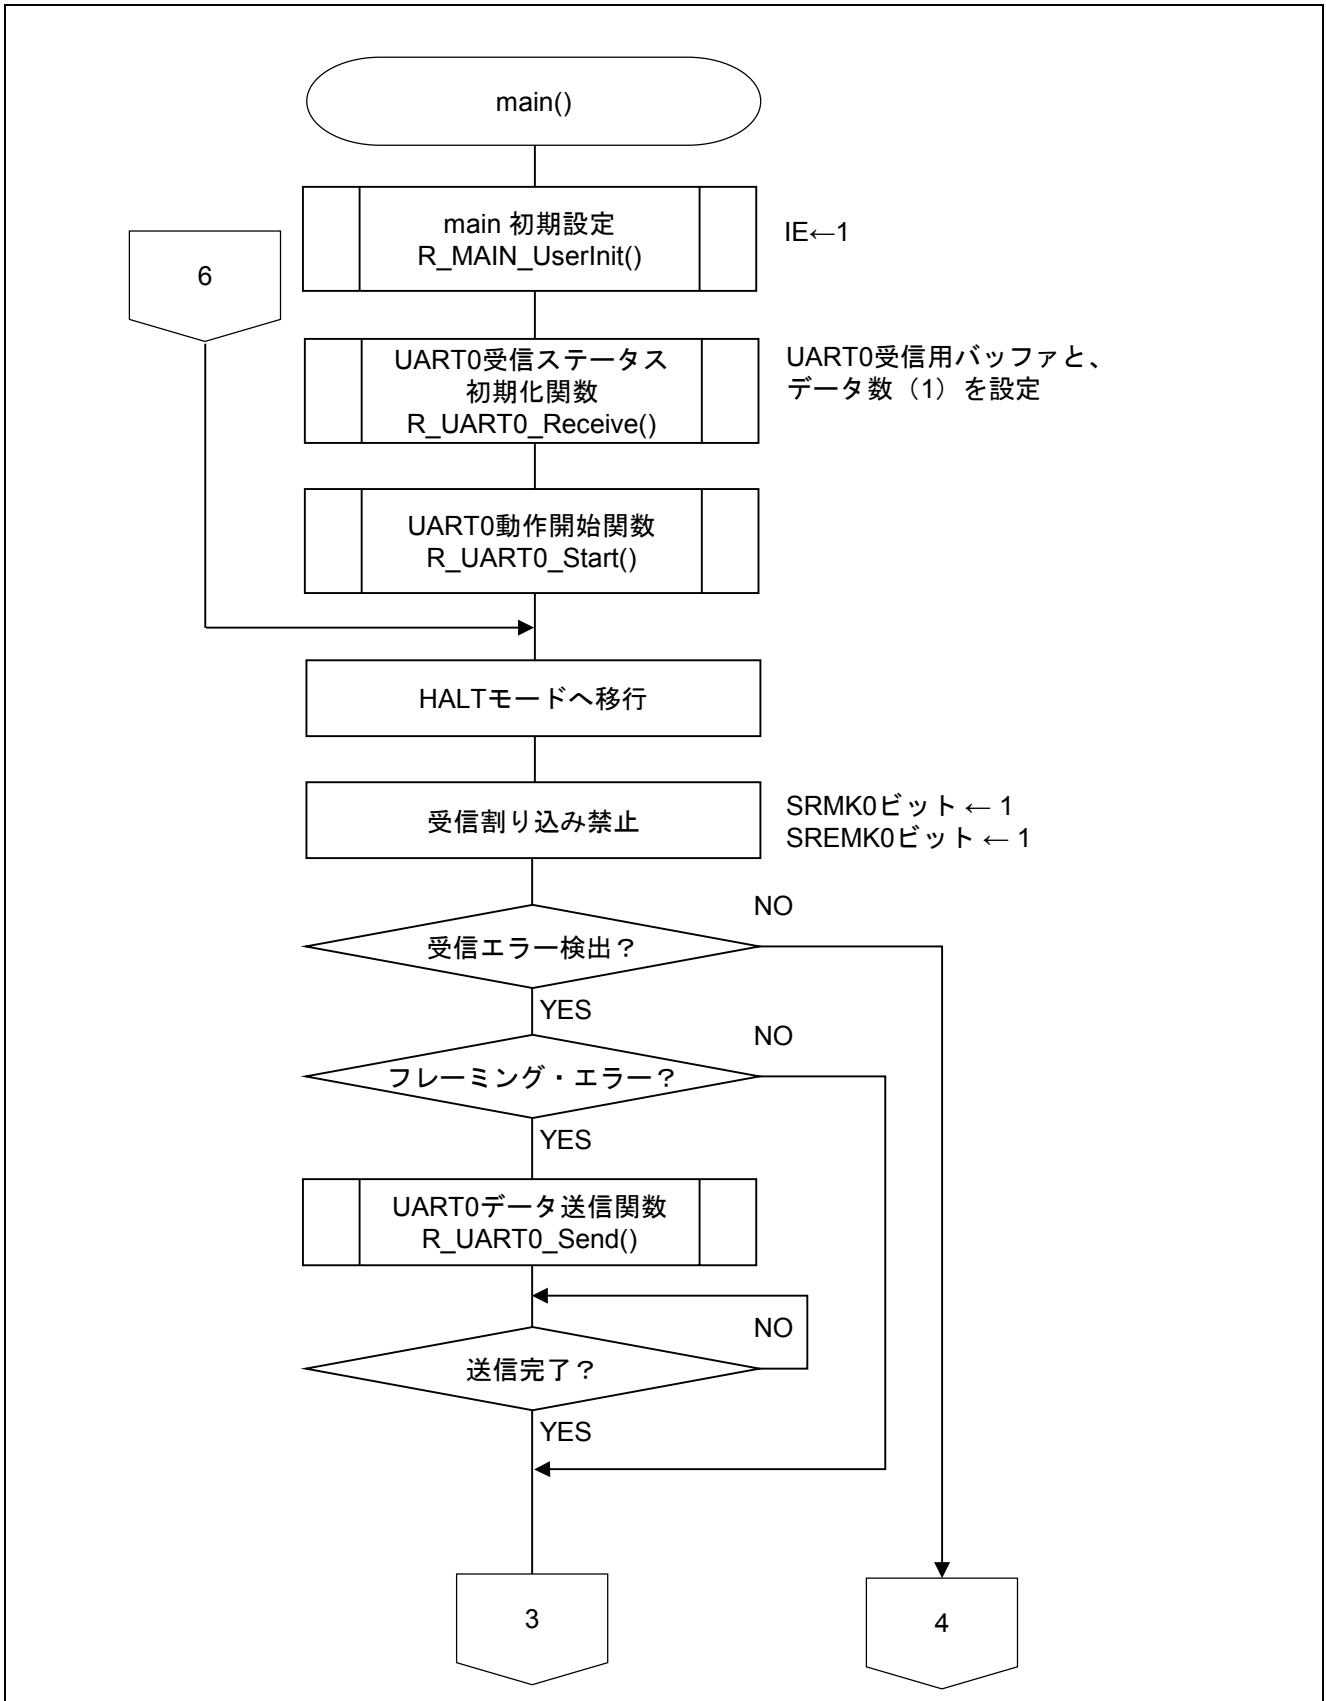 main()
main 初期設定
R_MAIN_UserInit()
IE←1
6
UART0受信ステータス
初期化関数
R_UART0_Receive()
UART0受信用バッファと、
データ数（1）を設定
UART0動作開始関数
R_UART0_Start()
HALTモードへ移行
受信割り込み禁止
SRMK0ビット ← 1
SREMK0ビット ← 1
NO
受信エラー検出？
YES
NO
フレーミング・エラー？
YES
UART0データ送信関数
R_UART0_Send()
NO
送信完了？
YES
3
4